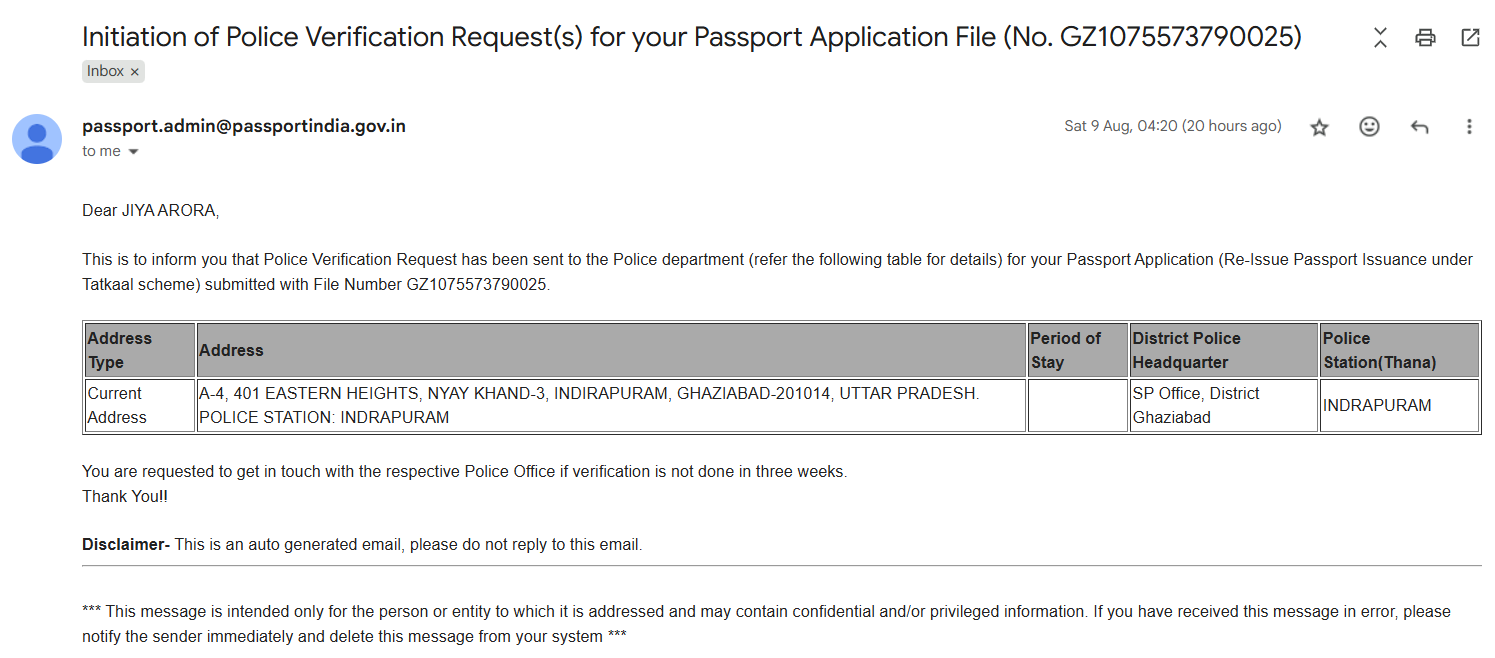 Initiation of Police Verification Request(s) for your Passport Application File (No. GZ1075573790025)
Inbox ×
passport.admin@passportindia.gov.in
Sat 9 Aug, 04:20 (20 hours ago)
to me
Dear JIYA ARORA,
This is to inform you that Police Verification Request has been sent to the Police department (refer the following table for details) for your Passport Application (Re-Issue Passport Issuance under
Tatkaal scheme) submitted with File Number GZ1075573790025.
Address Type
Address
Period of Stay
District Police Headquarter
Police Station(Thana)
Current Address
A-4, 401 EASTERN HEIGHTS, NYAY KHAND-3, INDIRAPURAM, GHAZIABAD-201014, UTTAR PRADESH.
POLICE STATION: INDRAPURAM
SP Office, District Ghaziabad
INDRAPURAM
You are requested to get in touch with the respective Police Office if verification is not done in three weeks.
Thank You!!
Disclaimer- This is an auto generated email, please do not reply to this email.
*** This message is intended only for the person or entity to which it is addressed and may contain confidential and/or privileged information. If you have received this message in error, please
notify the sender immediately and delete this message from your system ***